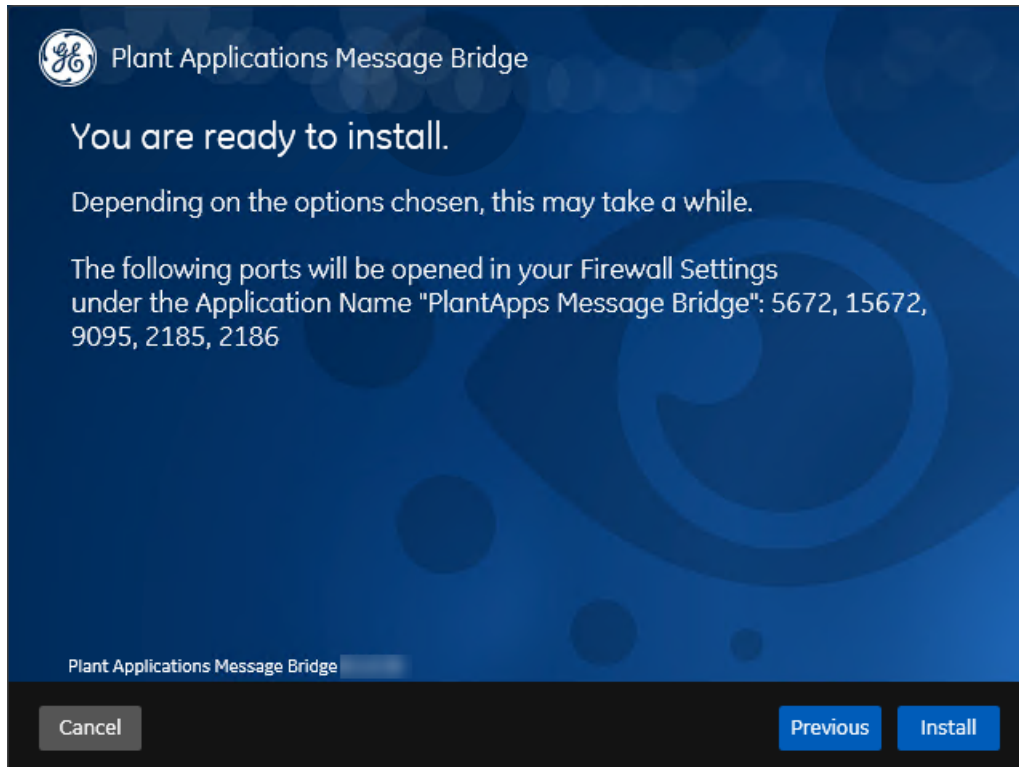 GE
Plant Applications Message Bridge
You are ready to install.
Depending on the options chosen, this may take a while.
The following ports will be opened in your Firewall Settings
under the Application Name "PlantApps Message Bridge": 5672, 15672,
9095, 2185, 2186
Plant Applications Message Bridge
Cancel
Previous
Install